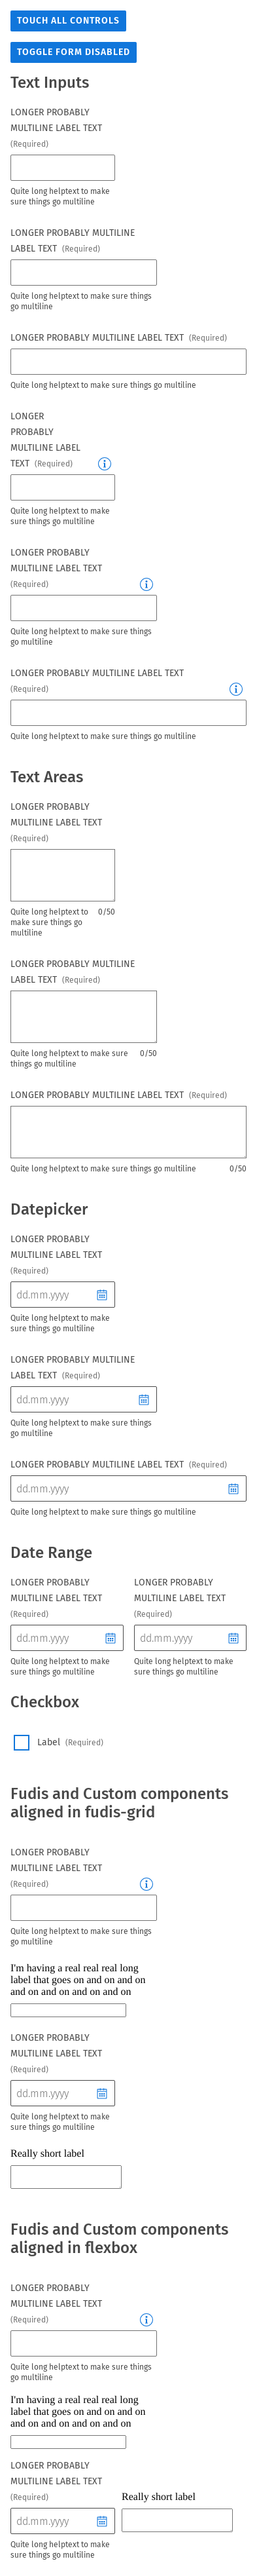 TOUCH ALL CONTROLS
TOGGLE FORM DISABLED
Text Inputs
LONGER PROBABLY
MULTILINE LABEL TEXT
(Required)
Quite long helptext to make
sure things go multiline
LONGER PROBABLY MULTILINE
LABEL TEXT (Required)
Quite long helptext to make sure things
go multiline
LONGER PROBABLY MULTILINE LABEL TEXT (Required)
Quite long helptext to make sure things go multiline
LONGER
PROBABLY
MULTILINE LABEL
TEXT (Required)
Quite long helptext to make
sure things go multiline
LONGER PROBABLY
MULTILINE LABEL TEXT
(Required)
Quite long helptext to make sure things
go multiline
LONGER PROBABLY MULTILINE LABEL TEXT
(Required)
Quite long helptext to make sure things go multiline
Text Areas
LONGER PROBABLY
MULTILINE LABEL TEXT
(Required)
Quite long helptext to 0/50
make sure things go
multiline
LONGER PROBABLY MULTILINE
LABEL TEXT (Required)
Quite long helptext to make sure 0/50
things go multiline
LONGER PROBABLY MULTILINE LABEL TEXT (Required)
Quite long helptext to make sure things go multiline 0/50
Datepicker
LONGER PROBABLY
MULTILINE LABEL TEXT
(Required)
dd.mm.yyyy
Quite long helptext to make
sure things go multiline
LONGER PROBABLY MULTILINE
LABEL TEXT (Required)
dd.mm.yyyy
Quite long helptext to make sure things
go multiline
LONGER PROBABLY MULTILINE LABEL TEXT (Required)
dd.mm.yyyy
Quite long helptext to make sure things go multiline
Date Range
LONGER PROBABLY LONGER PROBABLY
MULTILINE LABEL TEXT MULTILINE LABEL TEXT
(Required) (Required)
dd.mm.yyyy dd.mm.yyyy
Quite long helptext to make Quite long helptext to make
sure things go multiline sure things go multiline
Checkbox
Label (Required)
Fudis and Custom components
aligned in fudis-grid
LONGER PROBABLY
MULTILINE LABEL TEXT
(Required)
Quite long helptext to make sure things
go multiline
I'm having a real real real long
label that goes on and on and on
and on and on and on and on
LONGER PROBABLY
MULTILINE LABEL TEXT
(Required)
dd.mm.yyyy
Quite long helptext to make
sure things go multiline
Really short label
Fudis and Custom components
aligned in flexbox
LONGER PROBABLY
MULTILINE LABEL TEXT
(Required)
Quite long helptext to make sure things
go multiline
I'm having a real real real long
label that goes on and on and on
and on and on and on and on
LONGER PROBABLY
MULTILINE LABEL TEXT
(Required) Really short label
dd.mm.yyyy
Quite long helptext to make
sure things go multiline